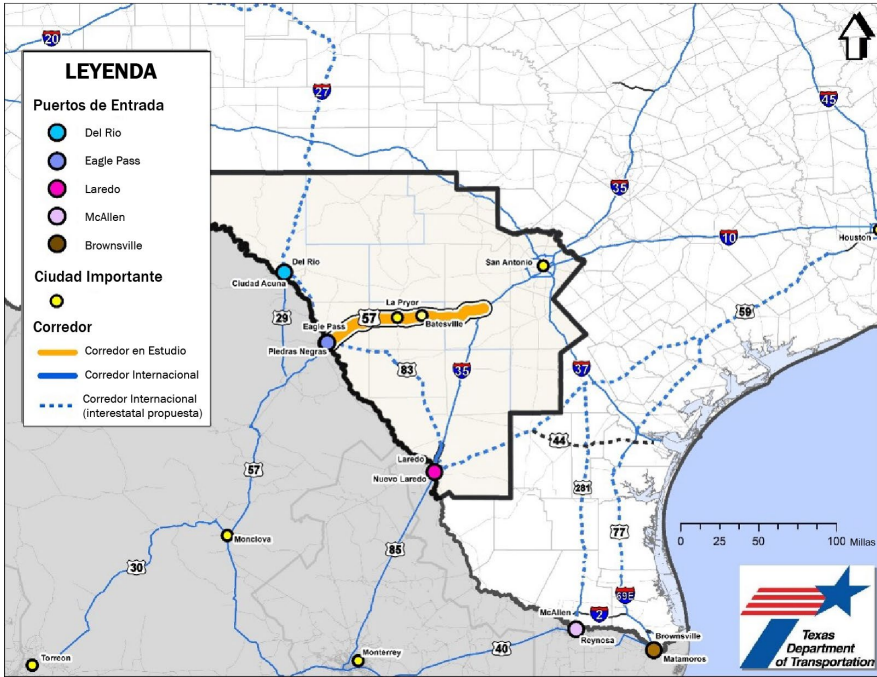 LEYENDA
Puertos de Entrada
Del Rio
Eagle Pass
Laredo
McAllen
Brownsville
Ciudad Importante
Corredor
Corredor en Estudio
Corredor Internacional
Corredor Internacional
(interestatal propuesta)
20
27
45
35
10
Houston
San Antonio
Del Rio
Ciudad Acuna
La Pryor
57
Batesville
Eagle Pass
29
Piedras Negras
59
83
35
37
44
Laredo
Nuevo Laredo
57
281
77
Monclova
85
30
0
25
50
100 Millas
69E
McAllen
2
Reynosa
Brownsville
Matamoros
40
Monterrey
Torreon
Texas
Department
of Transportation